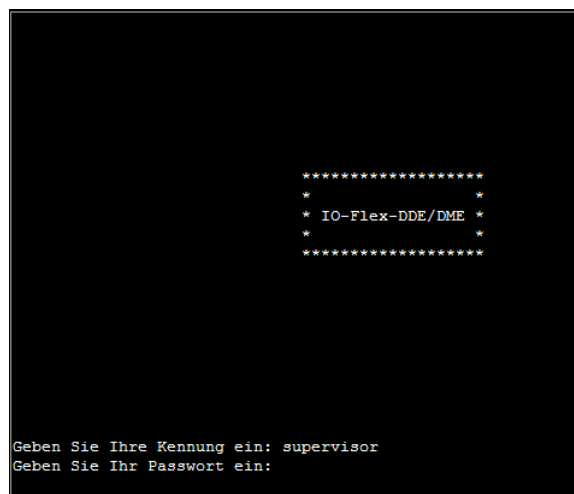 *******************
* *
* IO-Flex-DDE/DME *
* *
*******************
Geben Sie Ihre Kennung ein: supervisor
Geben Sie Ihr Passwort ein: